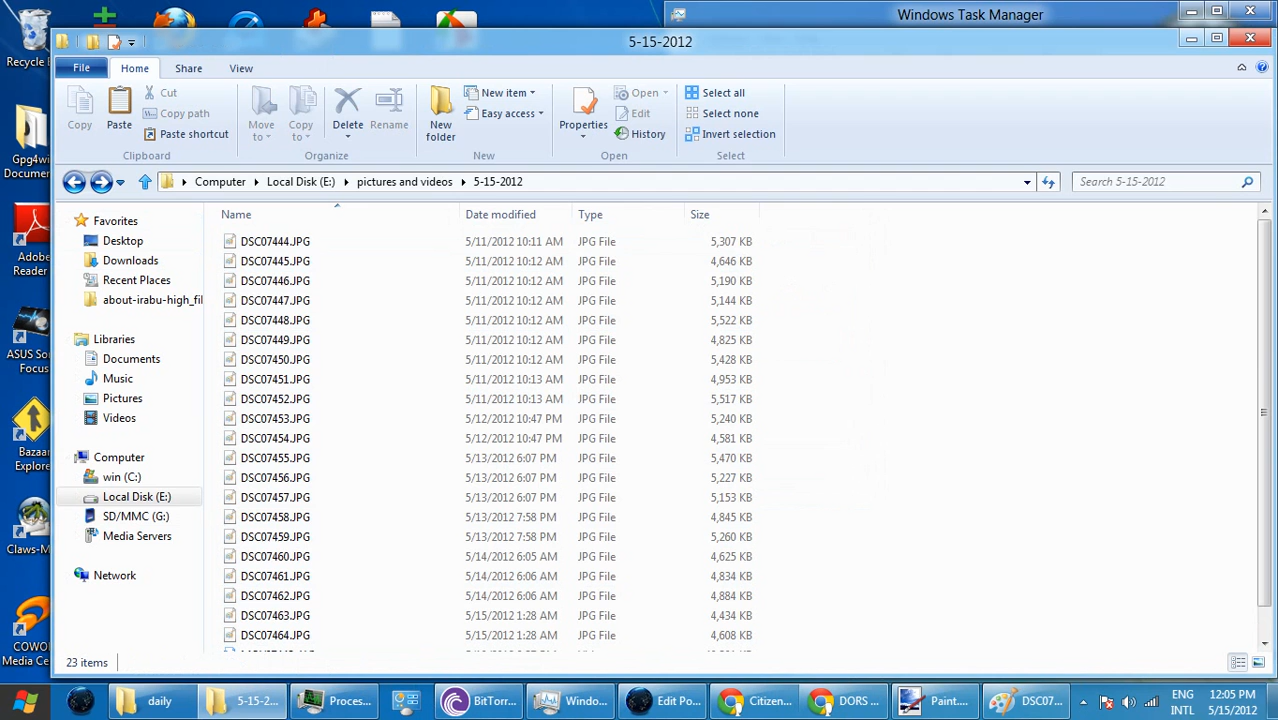 Windows Task Manager
5-15-2012
File Home Share View
Copy Paste Cut
Copy path
Paste shortcut
Clipboard
Move to Copy to Delete Rename
Organize
New folder New item
Easy access
New
Properties Open
Edit
History
Open
Select all
Select none
Invert selection
Select
Computer Local Disk (E:) pictures and videos 5-15-2012
Search 5-15-2012
Recycle
Gpg4wi
Docume
Adobe
Reader
ASUS So
Focus
Bazaa
Explore
Claws-M
COWO
Media Ce
Favorites
Desktop
Downloads
Recent Places
about-irabu-high_fil
Libraries
Documents
Music
Pictures
Videos
Computer
win (C:)
Local Disk (E:)
SD/MMC (G:)
Media Servers
Network
Name Date modified Type Size
DSC07444.JPG 5/11/2012 10:11 AM JPG File 5,307 KB
DSC07445.JPG 5/11/2012 10:12 AM JPG File 4,646 KB
DSC07446.JPG 5/11/2012 10:12 AM JPG File 5,190 KB
DSC07447.JPG 5/11/2012 10:12 AM JPG File 5,144 KB
DSC07448.JPG 5/11/2012 10:12 AM JPG File 5,522 KB
DSC07449.JPG 5/11/2012 10:12 AM JPG File 4,825 KB
DSC07450.JPG 5/11/2012 10:12 AM JPG File 5,428 KB
DSC07451.JPG 5/11/2012 10:13 AM JPG File 4,953 KB
DSC07452.JPG 5/11/2012 10:13 AM JPG File 5,517 KB
DSC07453.JPG 5/12/2012 10:47 PM JPG File 5,240 KB
DSC07454.JPG 5/12/2012 10:47 PM JPG File 4,581 KB
DSC07455.JPG 5/13/2012 6:07 PM JPG File 5,470 KB
DSC07456.JPG 5/13/2012 6:07 PM JPG File 5,227 KB
DSC07457.JPG 5/13/2012 6:07 PM JPG File 5,153 KB
DSC07458.JPG 5/13/2012 7:58 PM JPG File 4,845 KB
DSC07459.JPG 5/13/2012 7:58 PM JPG File 5,260 KB
DSC07460.JPG 5/14/2012 6:05 AM JPG File 4,625 KB
DSC07461.JPG 5/14/2012 6:06 AM JPG File 4,834 KB
DSC07462.JPG 5/14/2012 6:06 AM JPG File 4,884 KB
DSC07463.JPG 5/15/2012 1:28 AM JPG File 4,434 KB
DSC07464.JPG 5/15/2012 1:28 AM JPG File 4,608 KB
23 items
daily 5-15-2... Proces... BitTorr... Windo... Edit Po... Citizen... DORS ... Paint.... DSC07...
ENG
INTL
12:05 PM
5/15/2012